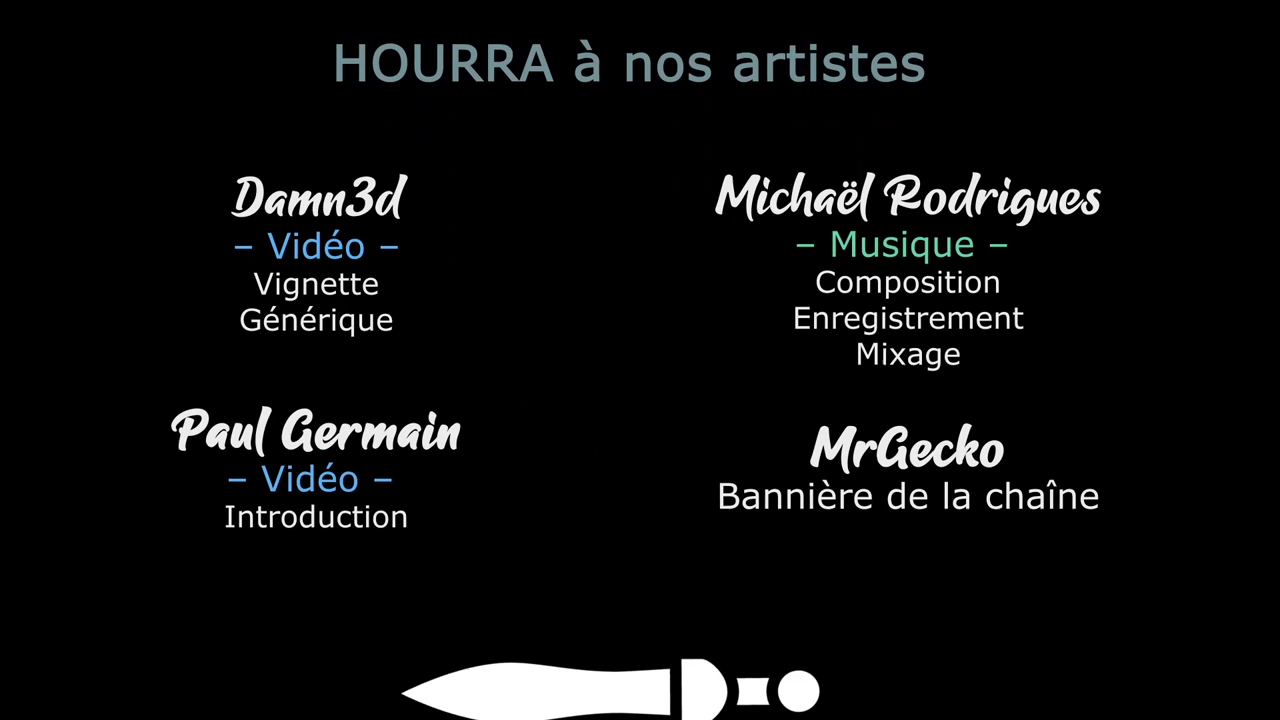 HOURRA à nos artistes
Damn3d
– Vidéo –
Vignette
Générique
Michaël Rodrigues
– Musique –
Composition
Enregistrement
Mixage
Paul Germain
– Vidéo –
Introduction
MrGecko
Bannière de la chaîne